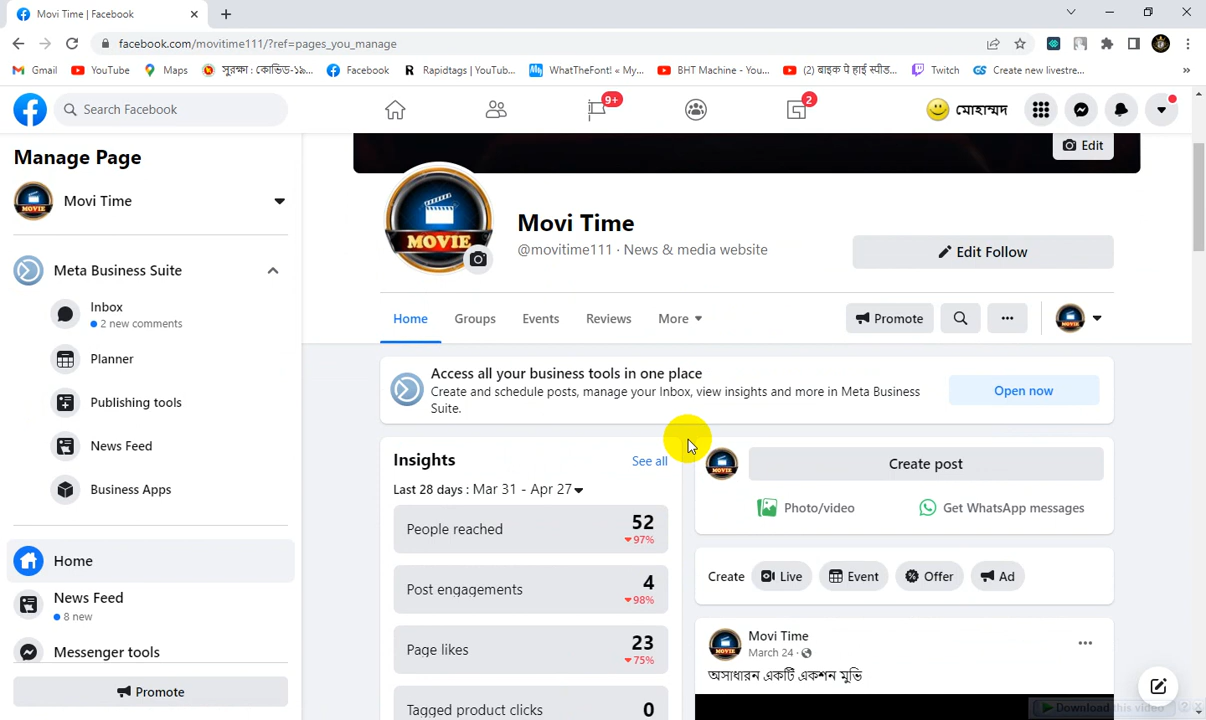 Movi Time | Facebook
facebook.com/movitime111/?ref=pages_you_manage
Gmail
YouTube
Maps
সুরক্ষা : কোভিড-১৯...
Facebook
Rapidtags | YouTub...
WhatTheFont! « My...
BHT Machine - You...
(2) बाइक पे हाई स्पीड...
Twitch
Create new livestre...
Search Facebook
9+
2
মোহাম্মদ
Manage Page
Movi Time
Meta Business Suite
Inbox
2 new comments
Planner
Publishing tools
News Feed
Business Apps
Home
News Feed
8 new
Messenger tools
Promote
Edit
MOVIE
Movi Time
@movitime111 · News & media website
Edit Follow
Home Groups Events Reviews More
Promote
Access all your business tools in one place
Create and schedule posts, manage your Inbox, view insights and more in Meta Business
Suite.
Open now
Insights
See all
Last 28 days : Mar 31 - Apr 27
People reached 52
97%
Post engagements 4
98%
Page likes 23
75%
Tagged product clicks 0
Create post
Photo/video
Get WhatsApp messages
Create Live Event Offer Ad
Movi Time
March 24 ·
অসাধারন একটি একশন মুভি
Download this video